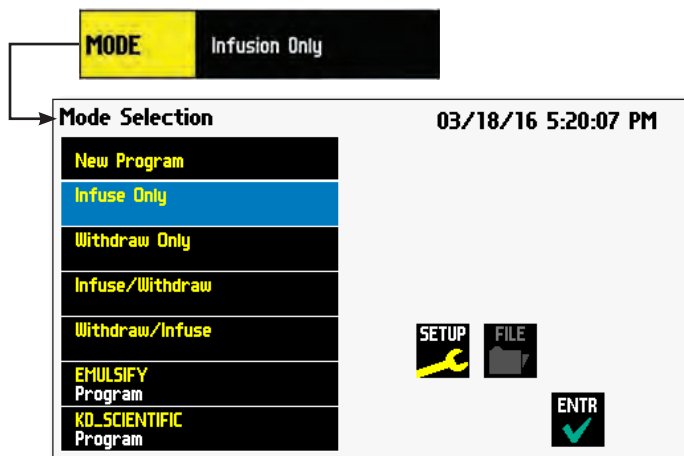 MODE Infusion Only
Mode Selection 03/18/16 5:20:07 PM
New Program
Infuse Only
Withdraw Only
Infuse/Withdraw
Withdraw/Infuse
SETUP FILE
EMULSIFY
Program
ENTR
KD_SCIENTIFIC
Program